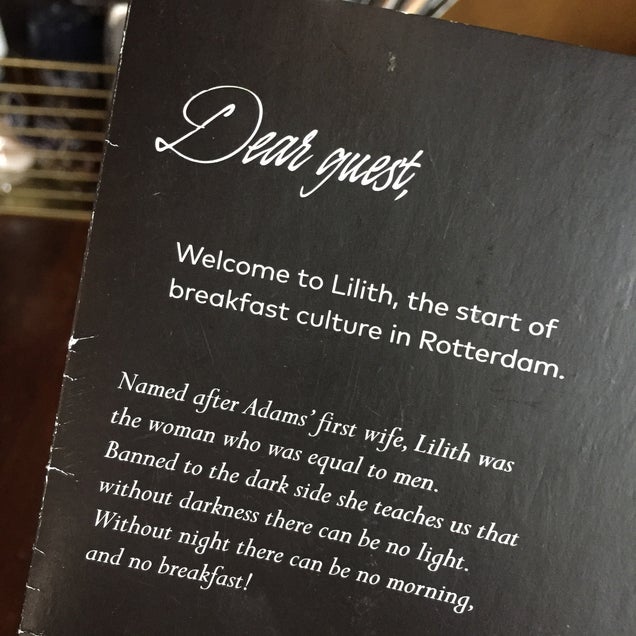 Dear guest,
Welcome to Lilith, the start of
breakfast culture in Rotterdam.
Named after Adams' first wife, Lilith was
the woman who was equal to men.
Banned to the dark side she teaches us that
without darkness there can be no light.
Without night there can be no morning,
and no breakfast!